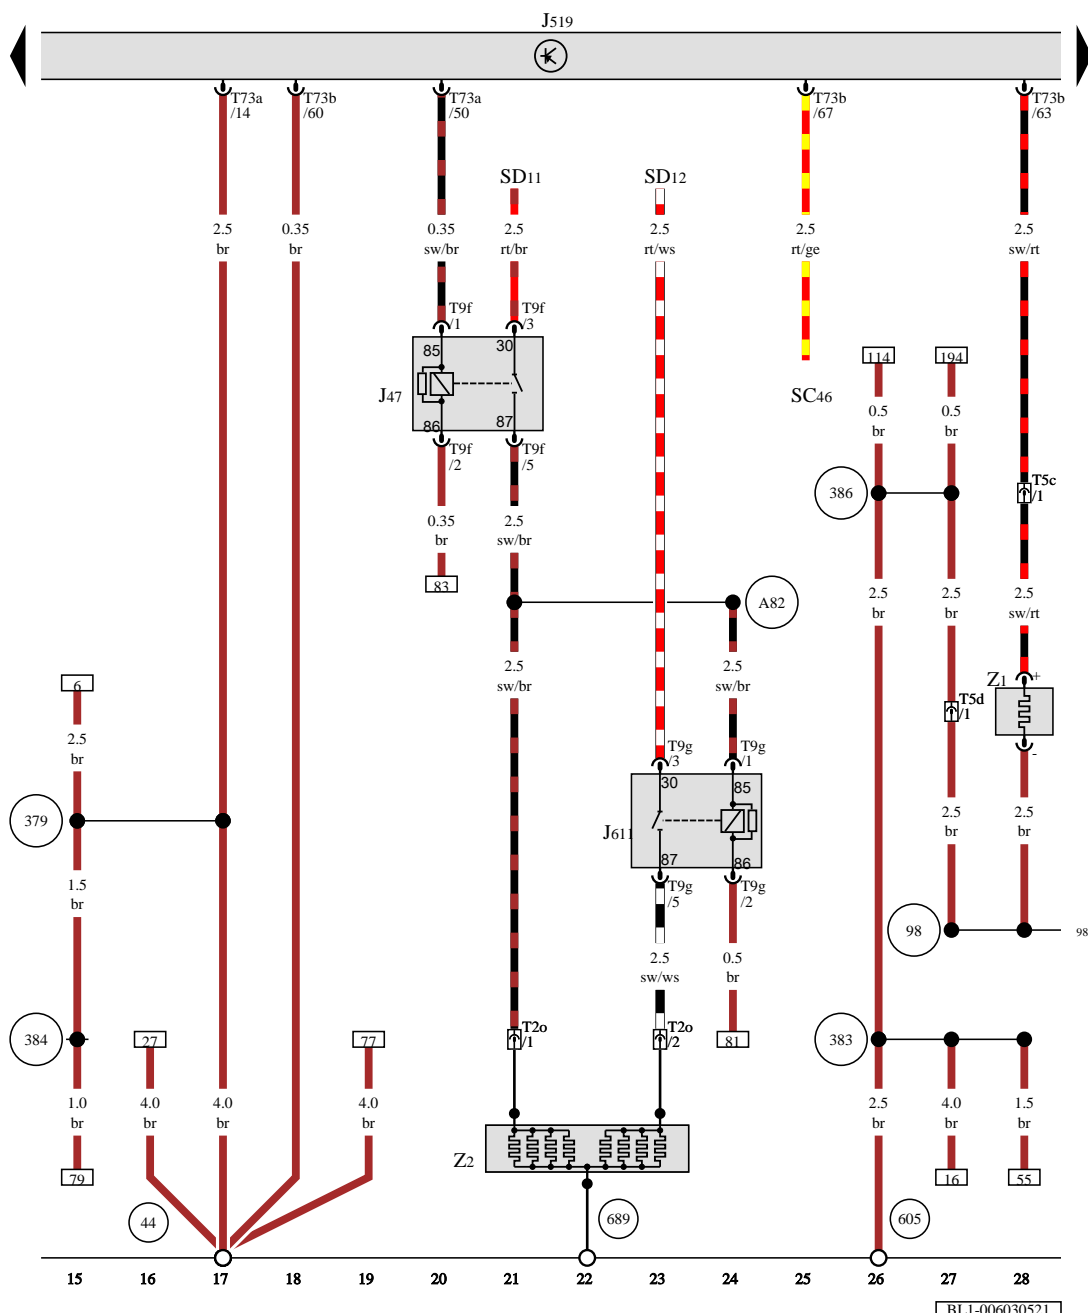 J519
T73a
/14
T73b
/60
T73a
/50
T73b
/67
T73b
/63
SD11
SD12
2.5
br
0.35
br
0.35
sw/br
2.5
rt/br
2.5
rt/ws
2.5
rt/ge
2.5
sw/rt
T9f
/1
T9f
/3
85
30
J47
86
87
T9f
/2
T9f
/5
114
194
SC46
0.5
br
0.5
br
386
T5c
/1
0.35
br
2.5
sw/br
83
A82
2.5
br
2.5
br
2.5
sw/rt
2.5
sw/br
2.5
sw/br
6
Z1
+
-
T5d
/1
2.5
br
T9g
/3
T9g
/1
30
85
J611
87
86
T9g
/5
T9g
/2
379
2.5
br
2.5
br
1.5
br
98
98
2.5
sw/ws
0.5
br
384
27
77
T2o
/1
T2o
/2
81
383
1.0
br
4.0
br
4.0
br
4.0
br
2.5
br
4.0
br
1.5
br
Z2
79
16
55
44
689
605
15 16 17 18 19 20 21 22 23 24 25 26 27 28
BL1-006030521